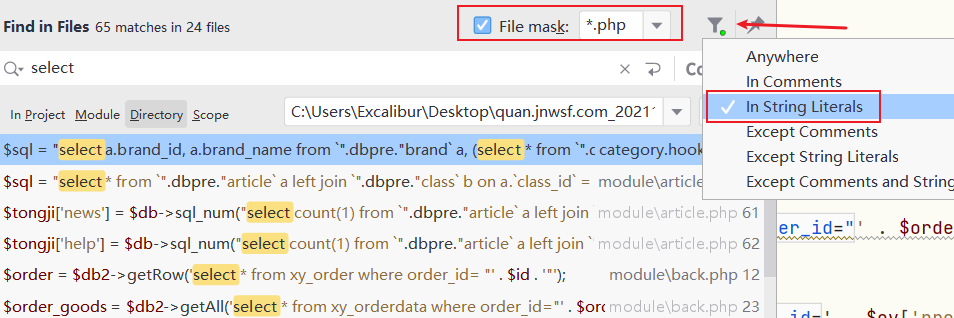 Find in Files 65 matches in 24 files File mask: *.php
select
In Project Module Directory Scope C:\Users\Excalibur\Desktop\quan.jnwsf.com_2021
Anywhere
In Comments
In String Literals
Except Comments
Except String Literals
Except Comments and String
$sql = "select a.brand_id, a.brand_name from `".dbpre."brand` a, (select * from `".c category.hook
$sql = "select * from `".dbpre."article` a left join `".dbpre."class` b on a.`class_id` = module\ar
$tongji['news'] = $db->sql_num("select count(1) from `".dbpre."article` a left join ` module\article.php 61
$tongji['help'] = $db->sql_num("select count(1) from `".dbpre."article` a left join ` module\article.php 62
$order = $db2->getRow('select * from xy_order where order_id= "' . $id . '"'); module\back.php 12
$order_goods = $db2->getAll('select * from xy_orderdata where order_id="' . $ord module\back.php 23
er_id="' . $orde